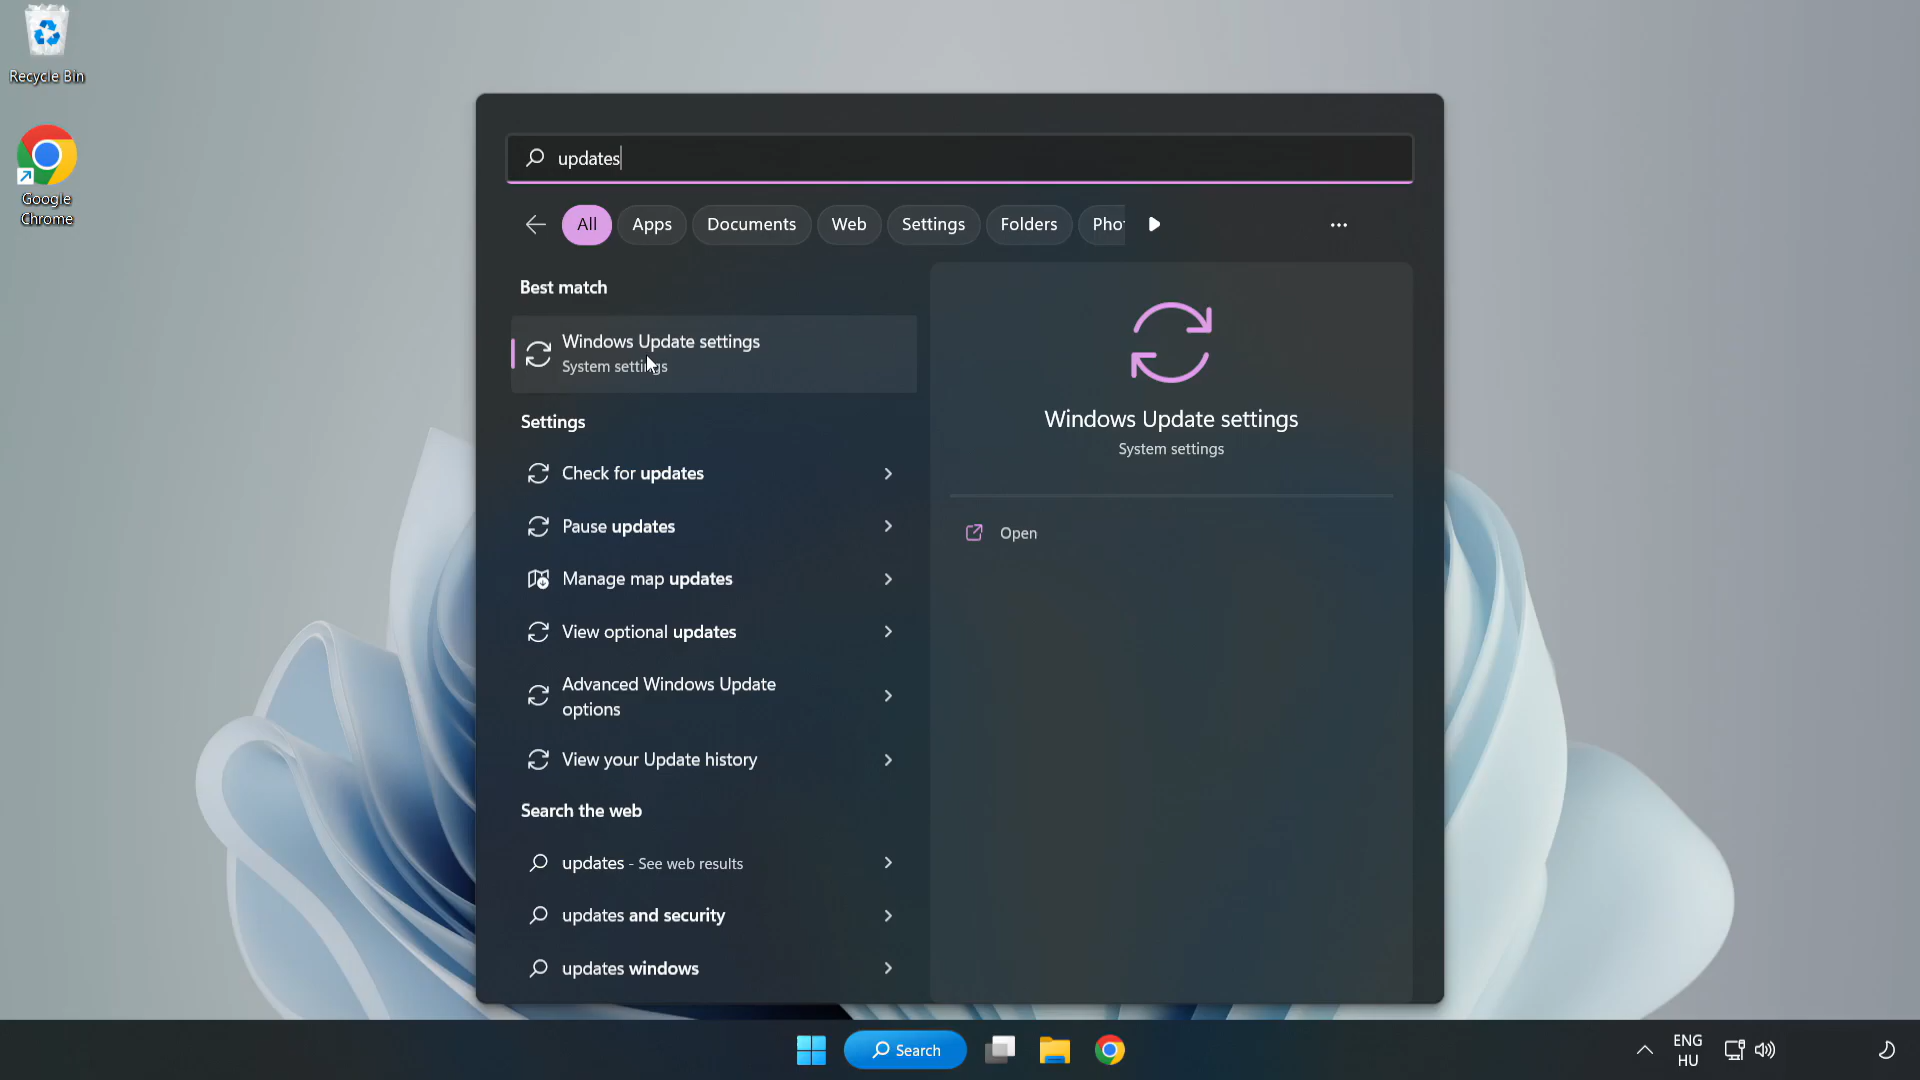 Recycle Bin
Google
Chrome
updates
All
Apps
Documents
Web
Settings
Folders
Pho
Best match
Windows Update settings
System settings
Settings
Check for updates
Pause updates
Manage map updates
View optional updates
Advanced Windows Update
options
View your Update history
Search the web
updates - See web results
updates and security
updates windows
Windows Update settings
System settings
Open
Search
ENG
HU